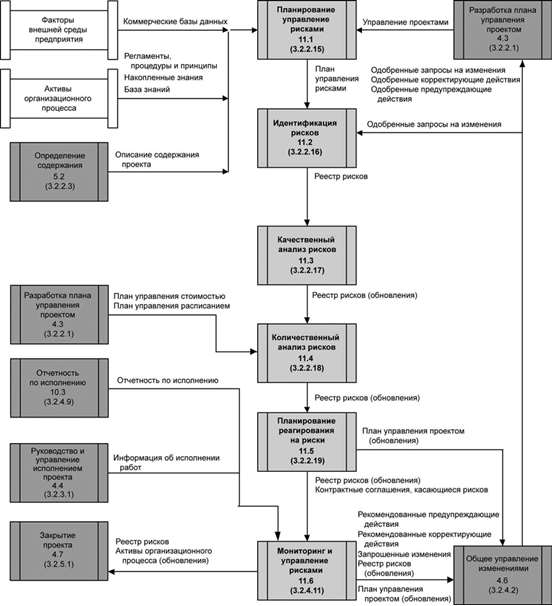 Факторы
внешней среды
предприятия
Коммерческие базы данных
Планирование
управление
рисками
11.1
(3.2.2.15)
Управление проектами
Разработка плана
управления
проектом
4.3
(3.2.2.1)
Регламенты,
процедуры и принципы
Накопленные знания
База знаний
Активы
организационного
процесса
План
управления
рисками
Одобренные запросы на изменения
Одобренные корректирующие действия
Одобренные предупреждающие
действия
Идентификация
рисков
11.2
(3.2.2.16)
Одобренные запросы на изменения
Определение
содержания
5.2
(3.2.2.3)
Описание содержания
проекта
Реестр рисков
Качественный
анализ рисков
11.3
(3.2.2.17)
Реестр рисков (обновления)
Разработка плана
управления
проектом
4.3
(3.2.2.1)
План управления стоимостью
План управления расписанием
Количественный
анализ рисков
11.4
(3.2.2.18)
Отчетность
по исполнению
10.3
(3.2.4.9)
Отчетность по исполнению
Реестр рисков (обновления)
Планирование
реагирования
на риски
11.5
(3.2.2.19)
План управления проектом
(обновления)
Руководство и
управление
исполнением
проекта
4.4
(3.2.3.1)
Информация об исполнении
работ
Реестр рисков (обновления)
Контрактные соглашения, касающиеся рисков
Закрытие
проекта
4.7
(3.2.5.1)
Реестр рисков
Активы организационного
процесса (обновления)
Мониторинг и
управление
рисками
11.6
(3.2.4.11)
Рекомендованные предупреждающие
действия
Рекомендованные корректирующие
действия
Запрошенные изменения
Реестр рисков
(обновления)
План управления
проектом (обновления)
Общее управление
изменениями
4.6
(3.2.4.2)